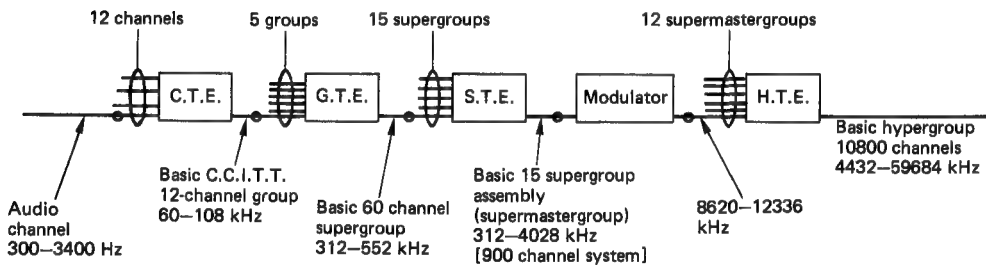 12 channels
5 groups
15 supergroups
12 supermastergroups
C.T.E.
G.T.E.
S.T.E.
Modulator
H.T.E.
Audio
channel
300–3400 Hz
Basic C.C.I.T.T.
12-channel group
60–108 kHz
Basic 60 channel
supergroup
312–552 kHz
Basic 15 supergroup
assembly
(supermastergroup)
312–4028 kHz
[900 channel system]
8620–12336
kHz
Basic hypergroup
10800 channels
4432–59684 kHz